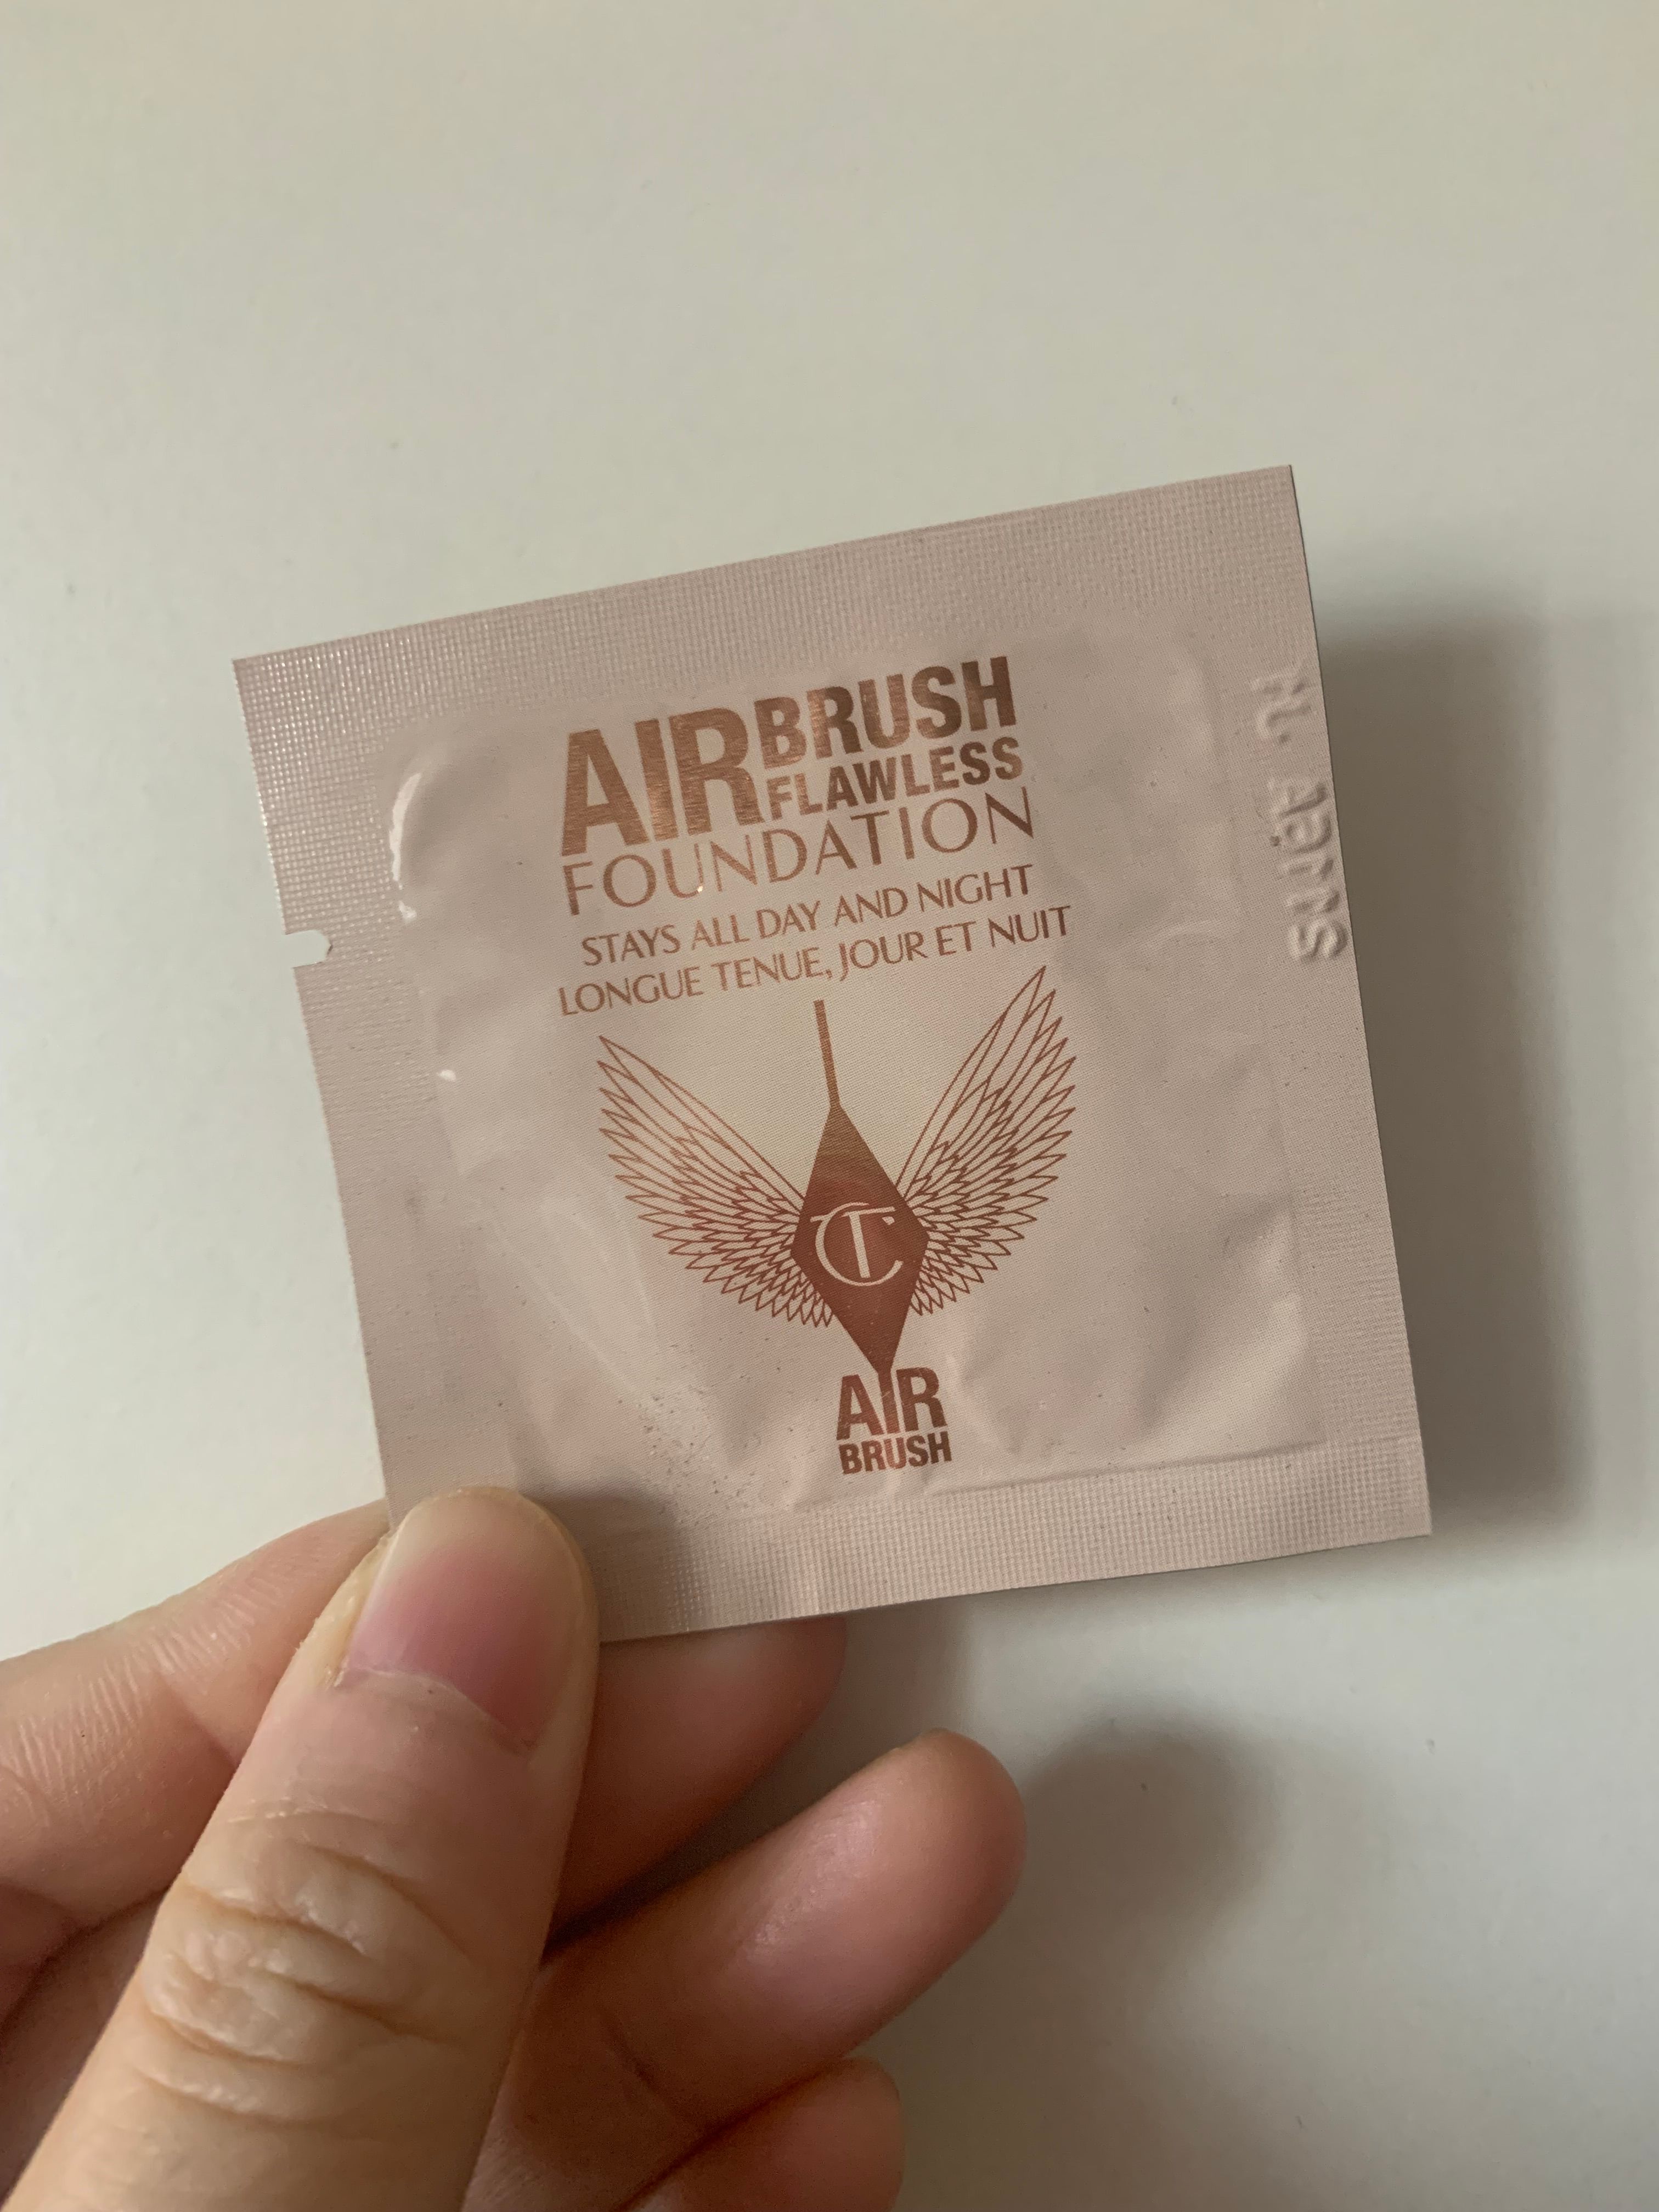 AIRBRUSH
FLAWLESS
FOUNDATION
STAYS ALL DAY AND NIGHT
LONGUE TENUE, JOUR ET NUIT
CT
AIR
BRUSH